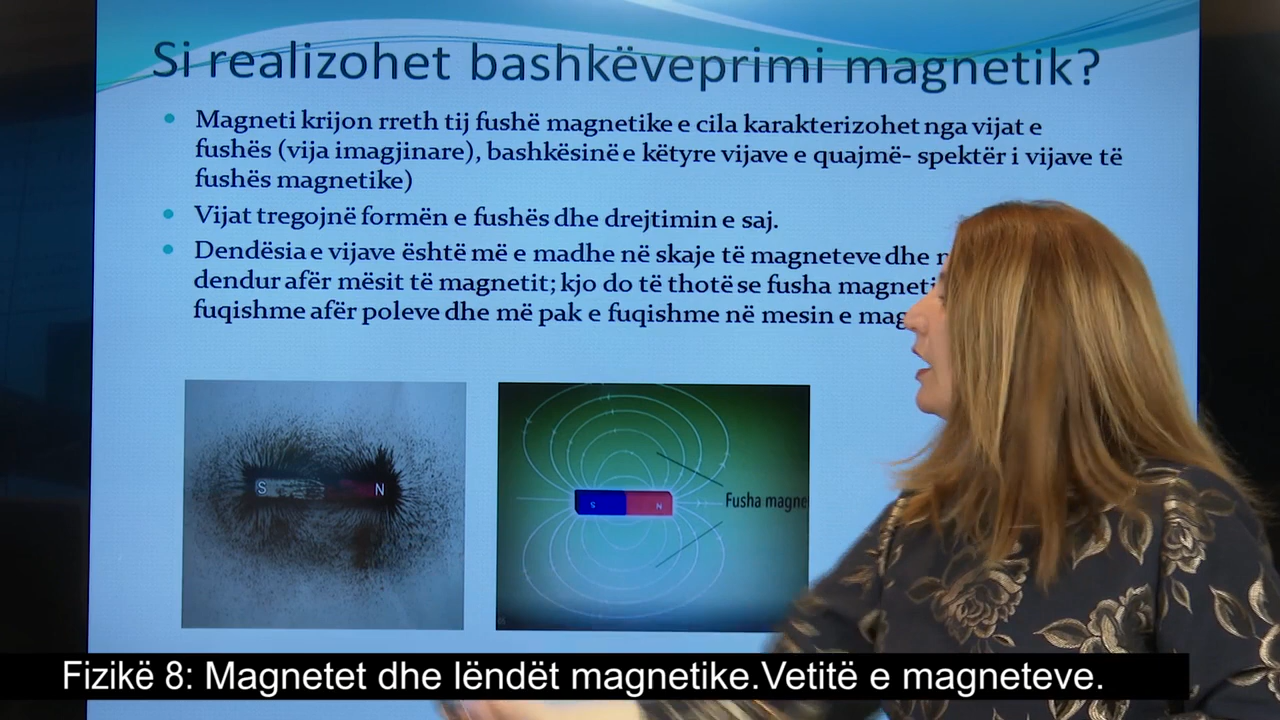 Si realizohet bashkëveprimi magnetik?
Magneti krijon rreth tij fushë magnetike e cila karakterizohet nga vijat e
fushës (vija imagjinare), bashkësinë e këtyre vijave e quajmë- spektër i vijave të
fushës magnetike)
Vijat tregojnë formën e fushës dhe drejtimin e saj.
Dendësia e vijave është më e madhe në skaje të magneteve dhe
dendur afër mësit të magnetit; kjo do të thotë se fusha
fuqishme afër poleve dhe më pak e fuqishme në mesin e
S N
S N
Fusha
Fizikë 8: Magnetet dhe lëndët magnetike.Vetitë e magneteve.